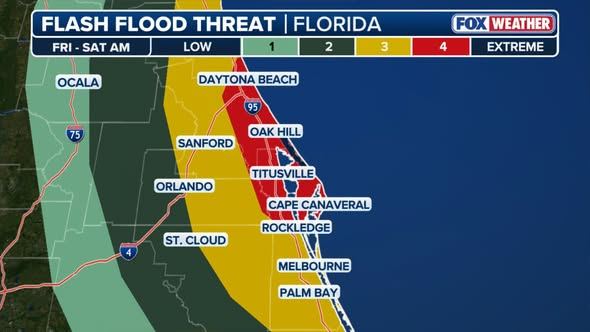 FLASH FLOOD THREAT | FLORIDA
FOX WEATHER
FRI - SAT AM LOW 1 2 3 4 EXTREME
OCALA
DAYTONA BEACH
95
OAK HILL
75
SANFORD
TITUSVILLE
ORLANDO
CAPE CANAVERAL
ROCKLEDGE
ST. CLOUD
4
MELBOURNE
PALM BAY